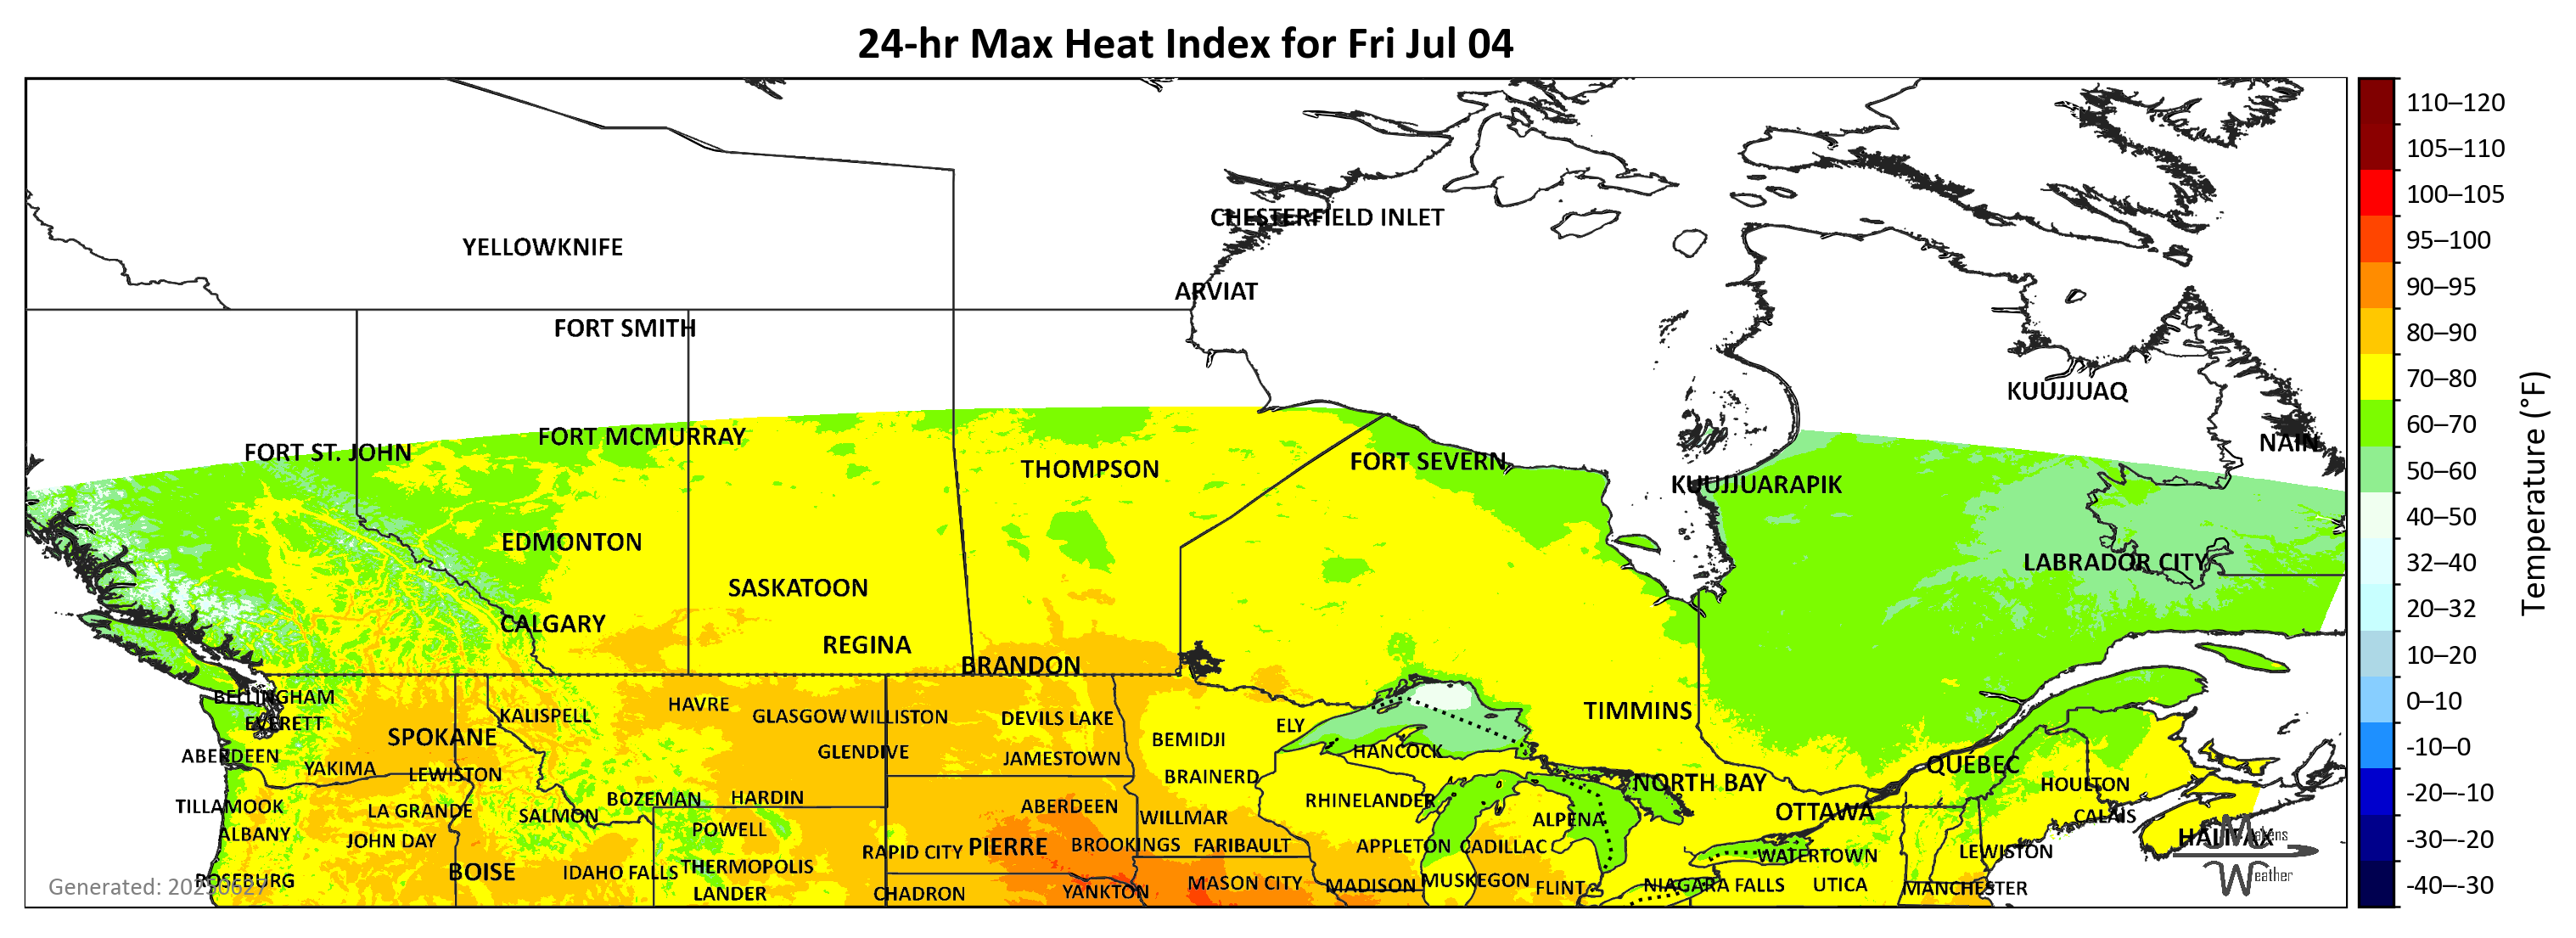 24-hr Max Heat Index for Fri Jul 04
CHESTERFIELD INLET
YELLOWKNIFE
ARVIAT
FORT SMITH
KUUJJUAQ
FORT MCMURRAY
NAIN
FORT ST. JOHN
FORT SEVERN
THOMPSON
KUUJJUARAPIK
EDMONTON
LABRADOR CITY
SASKATOON
CALGARY
REGINA
BRANDON
BELLINGHAM
HAVRE
TIMMINS
KALISPELL
GLASGOW WILLISTON
DEVILS LAKE
EVERETT
ELY
SPOKANE
BEMIDJI
GLENDIVE
HANCOCK
ABERDEEN
JAMESTOWN
QUÉBEC
YAKIMA
LEWISTON
BRAINERD
NORTH BAY
HOULTON
BOZEMAN
HARDIN
RHINELANDER
TILLAMOOK
ABERDEEN
LA GRANDE
OTTAWA
SALMON
CALAIS
WILLMAR
ALPENA
POWELL
ALBANY
HALIFAX
JOHN DAY
PIERRE
BROOKINGS
FARIBAULT
APPLETON
CADILLAC
RAPID CITY
LEWISTON
WATERTOWN
THERMOPOLIS
BOISE
IDAHO FALLS
ROSEBURG
MUSKEGON
MASON CITY
MADISON
NIAGARA FALLS
UTICA
FLINT
MANCHESTER
LANDER
CHADRON
YANKTON
Generated: 20250627
eather
110–120
105–110
100–105
95–100
90–95
80–90
70–80
60–70
50–60
40–50
32–40
20–32
10–20
0–10
-10–0
-20–-10
-30–-20
-40–-30
Temperature (°F)